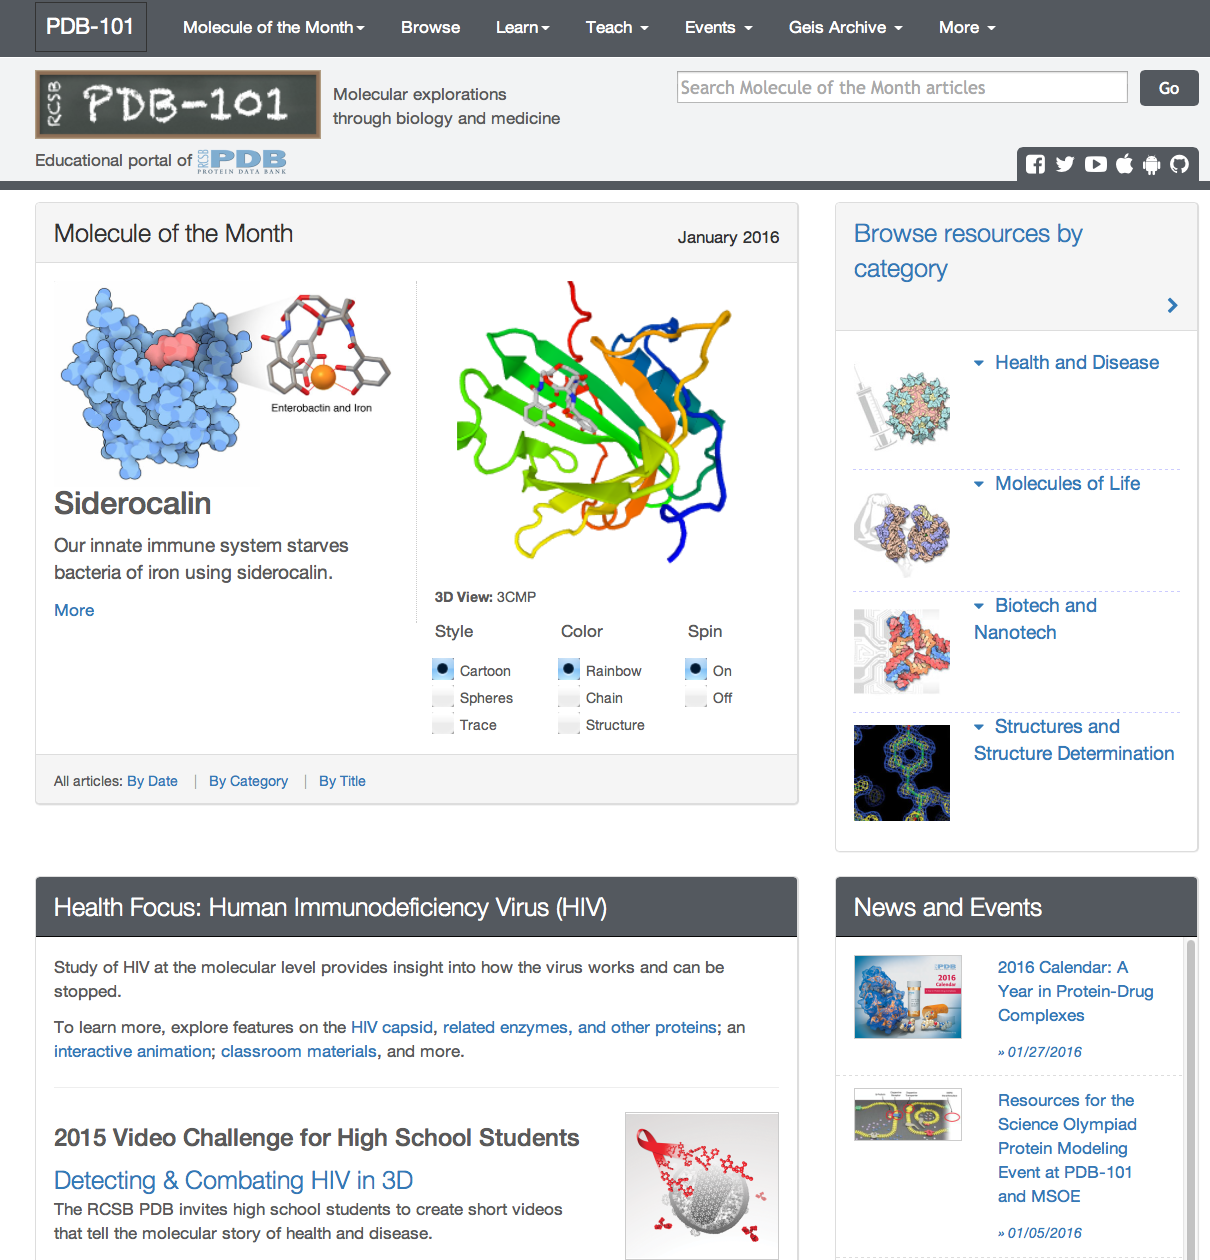 PDB-101
Molecule of the Month
Browse
Learn
Teach
Events
Geis Archive
More
RCSB
PDB-101
Molecular explorations
through biology and medicine
Search Molecule of the Month articles
Go
Educational portal of RCSB PDB
PROTEIN DATA BANK
Molecule of the Month
January 2016
Enterobactin and Iron
Siderocalin
Our innate immune system starves
bacteria of iron using siderocalin.
More
3D View: 3CMP
Style Color Spin
Cartoon Rainbow On
Spheres Chain Off
Trace Structure
All articles: By Date | By Category | By Title
Browse resources by
category
Health and Disease
Molecules of Life
Biotech and
Nanotech
Structures and
Structure Determination
Health Focus: Human Immunodeficiency Virus (HIV)
Study of HIV at the molecular level provides insight into how the virus works and can be
stopped.
To learn more, explore features on the HIV capsid, related enzymes, and other proteins; an
interactive animation; classroom materials, and more.
2015 Video Challenge for High School Students
Detecting & Combating HIV in 3D
The RCSB PDB invites high school students to create short videos
that tell the molecular story of health and disease.
News and Events
PDB
2016
Calendar
2016 Calendar: A
Year in Protein-Drug
Complexes
» 01/27/2016
Resources for the
Science Olympiad
Protein Modeling
Event at PDB-101
and MSOE
» 01/05/2016